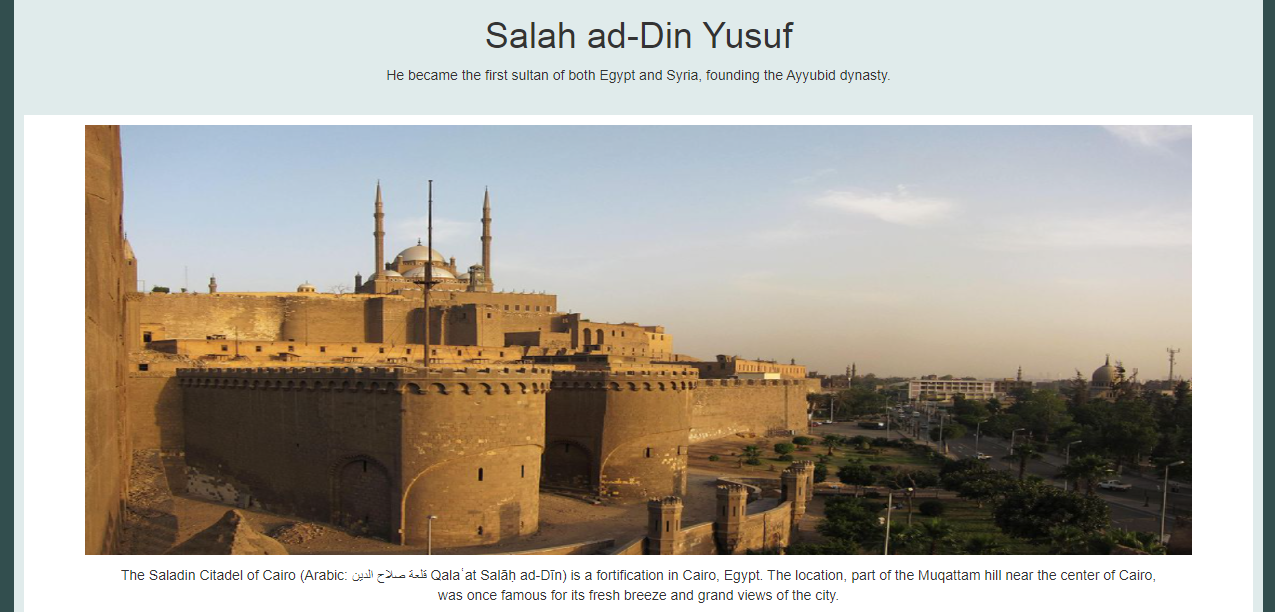 Salah ad-Din Yusuf
He became the first sultan of both Egypt and Syria, founding the Ayyubid dynasty.
The Saladin Citadel of Cairo (Arabic: قلعة صلاح الدين Qalaʿat Salāḥ ad-Dīn) is a fortification in Cairo, Egypt. The location, part of the Muqattam hill near the center of Cairo,
was once famous for its fresh breeze and grand views of the city.